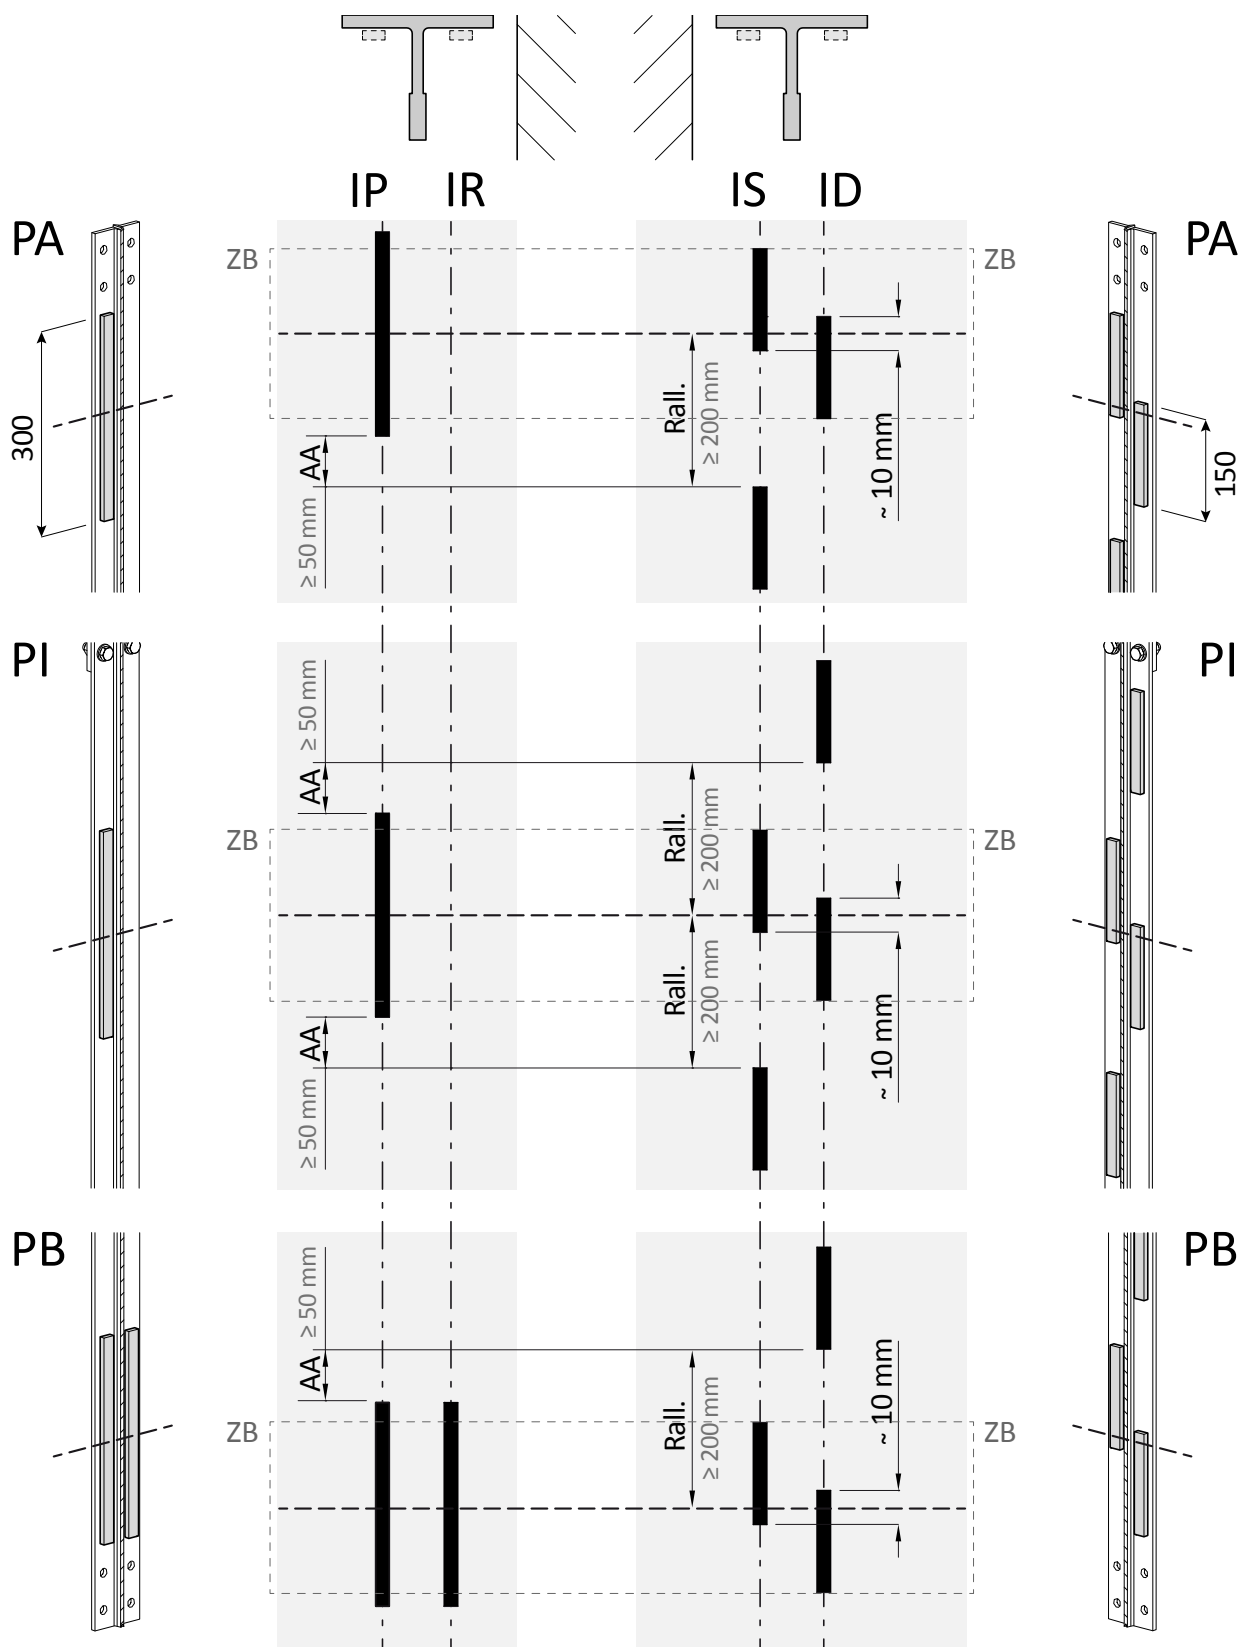 IP IR IS ID
PA PA
ZB ZB
300
Rall.
≥ 200 mm
~ 10 mm
AA
≥ 50 mm
150
PI PI
≥ 50 mm
AA
Rall.
≥ 200 mm
ZB ZB
Rall.
≥ 200 mm
~ 10 mm
AA
≥ 50 mm
PB PB
≥ 50 mm
AA
Rall.
≥ 200 mm
~ 10 mm
ZB ZB